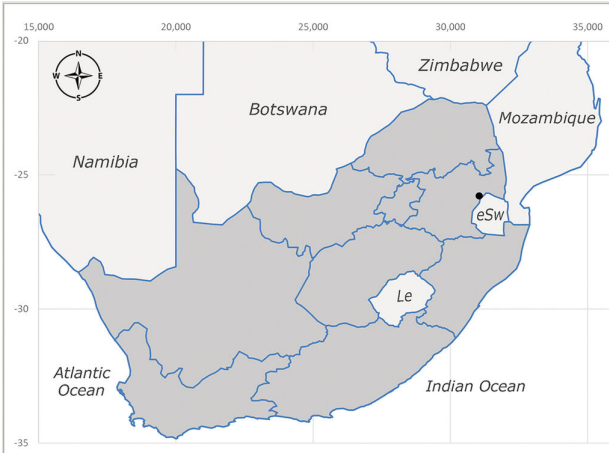 15,000 20,000 25,000 30,000 35,000
-20
N
W E
S
Zimbabwe
Botswana
Mozambique
Namibia
-25
eSw
Le
-30
Atlantic
Ocean
Indian Ocean
-35